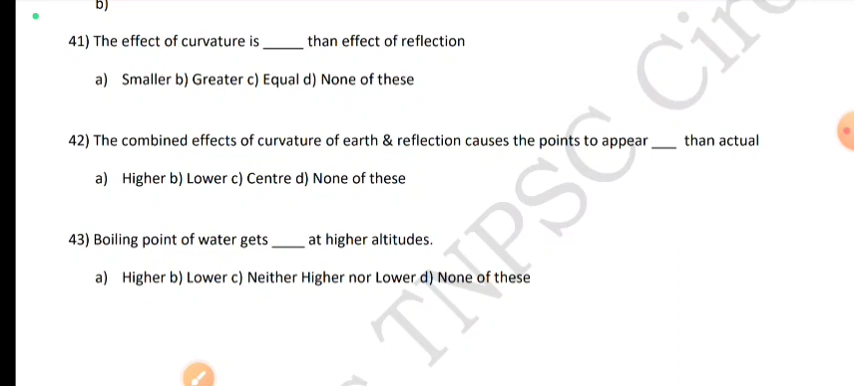 b)
41) The effect of curvature is _____ than effect of reflection
a) Smaller b) Greater c) Equal d) None of these
42) The combined effects of curvature of earth & reflection causes the points to appear ___ than actual
a) Higher b) Lower c) Centre d) None of these
43) Boiling point of water gets ____ at higher altitudes.
a) Higher b) Lower c) Neither Higher nor Lower d) None of these
TNPSC